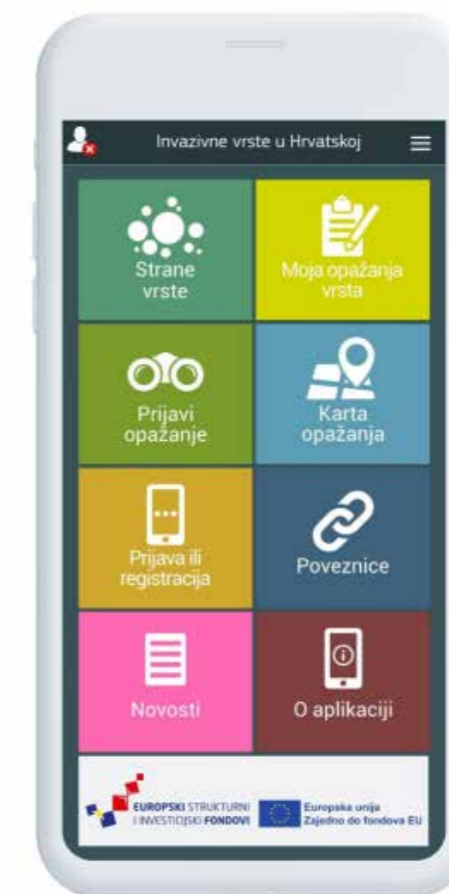 Invazivne vrste u Hrvatskoj
Strane
vrste
Moja opažanja
vrsta
Prijavi
opažanje
Karta
opažanja
Prijava ili
registracija
Poveznice
Novosti
O aplikaciji
EUROPSKI STRUKTURNI
I INVESTICIJSKI FONDOVI
Europska unija
Zajedno do fondova EU